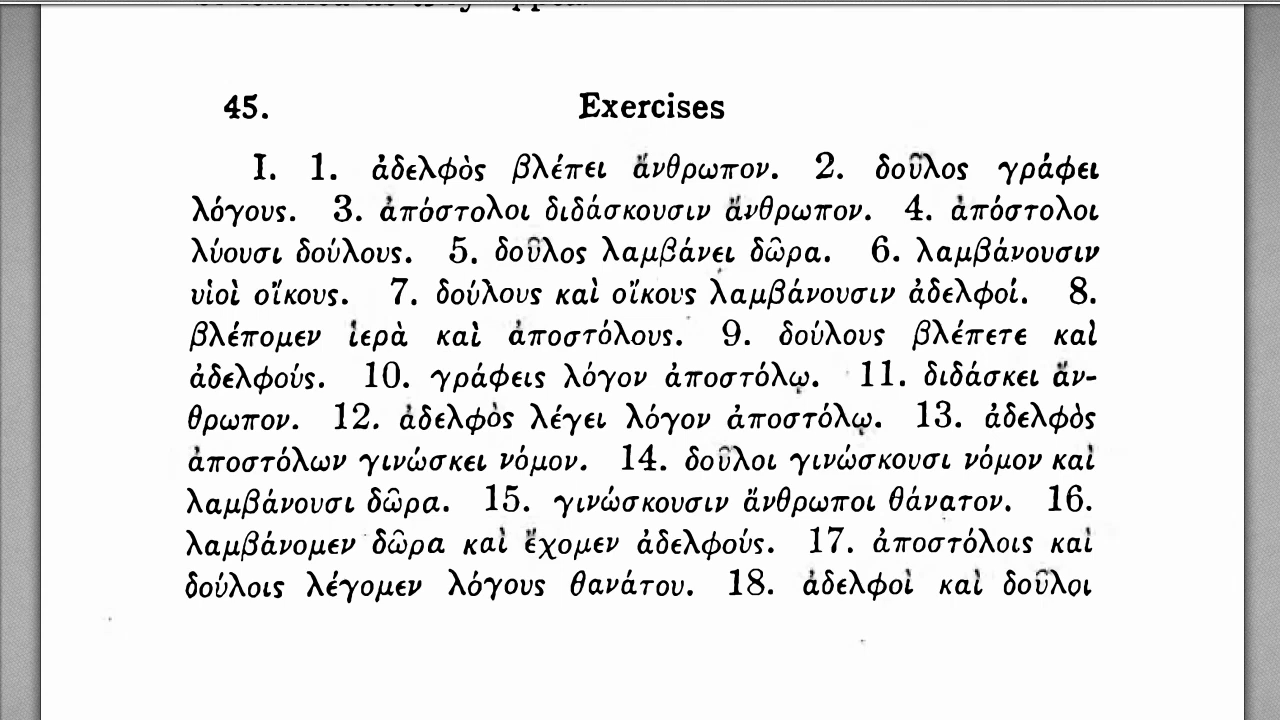 45. Exercises
I. 1. ἀδελφὸς βλέπει ἄνθρωπον. 2. δοῦλος γράφει
λόγους. 3. ἀπόστολοι διδάσκουσιν ἄνθρωπον. 4. ἀπόστολοι
λύουσι δούλους. 5. δοῦλος λαμβάνει δῶρα. 6. λαμβάνουσιν
υἱοὶ οἴκους. 7. δούλους καὶ οἴκους λαμβάνουσιν ἀδελφοί. 8.
βλέπομεν ἱερὰ καὶ ἀποστόλους. 9. δούλους βλέπετε καὶ
ἀδελφούς. 10. γράφεις λόγον ἀποστόλῳ. 11. διδάσκει ἄν-
θρωπον. 12. ἀδελφὸς λέγει λόγον ἀποστόλῳ. 13. ἀδελφὸς
ἀποστόλων γινώσκει νόμον. 14. δοῦλοι γινώσκουσι νόμον καὶ
λαμβάνουσι δῶρα. 15. γινώσκουσιν ἄνθρωποι θάνατον. 16.
λαμβάνομεν δῶρα καὶ ἔχομεν ἀδελφούς. 17. ἀποστόλοις καὶ
δούλοις λέγομεν λόγους θανάτου. 18. ἀδελφοὶ καὶ δοῦλοι